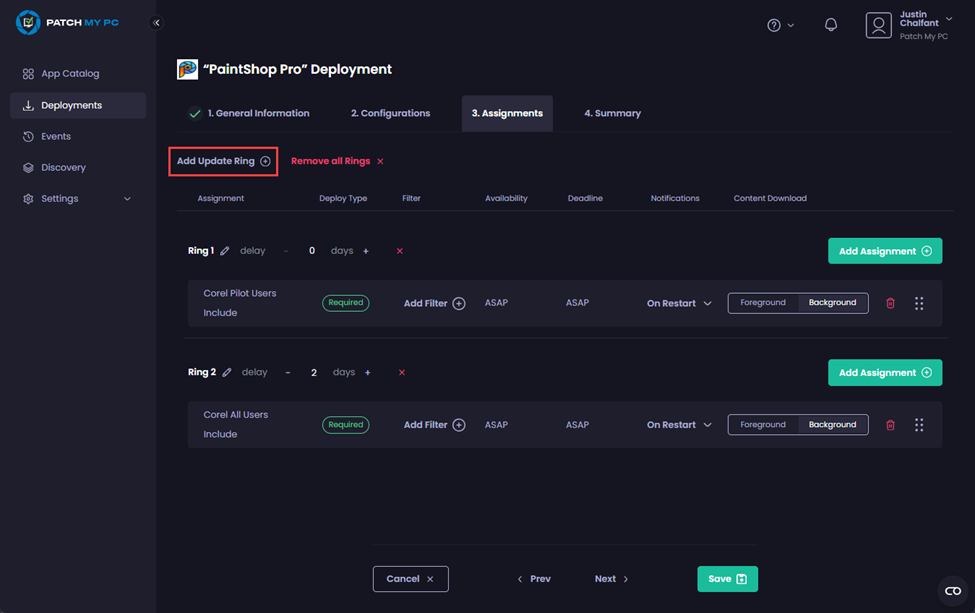 PATCH MY PC
Justin
Chalfant
Patch My PC
App Catalog
Deployments
Events
Discovery
Settings
“PaintShop Pro” Deployment
1. General Information
2. Configurations
3. Assignments
4. Summary
Add Update Ring
Remove all Rings
Assignment Deploy Type Filter Availability Deadline Notifications Content Download
Ring 1 delay - 0 days +
Add Assignment
Corel Pilot Users
Include
Required
Add Filter
ASAP
ASAP
On Restart
Foreground Background
Ring 2 delay - 2 days +
Add Assignment
Corel All Users
Include
Required
Add Filter
ASAP
ASAP
On Restart
Foreground Background
Cancel
Prev
Next
Save